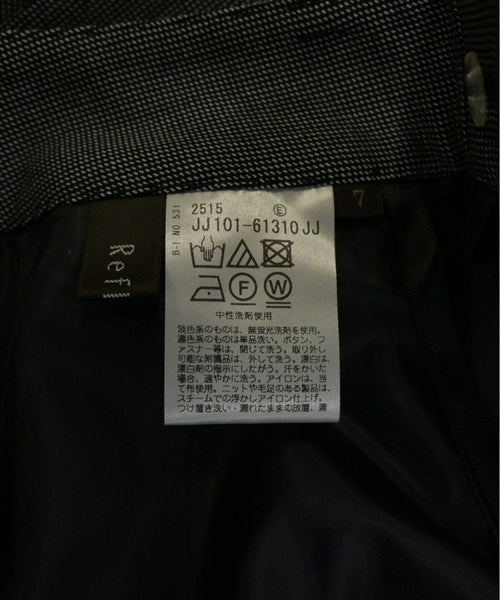 B-I NO 531
2515 E
JJ101-61310JJ
F W
中性洗剤使用
淡色系のものは、無蛍光洗剤を使用。
濃色系のものは単品洗い。ボタン、フ
ァスナー等は、閉じて洗う。取り外し
可能な附属品は、外して洗う。漂白は、
漂白剤の指示にしたがう。汗をかいた
場合、速やかに洗う。アイロンは、当
て布使用。ニットや毛足のある製品は、
スチームでの浮かしアイロン仕上げ。
つけ置き洗い・濡れたままの放置、濡
7
Refl